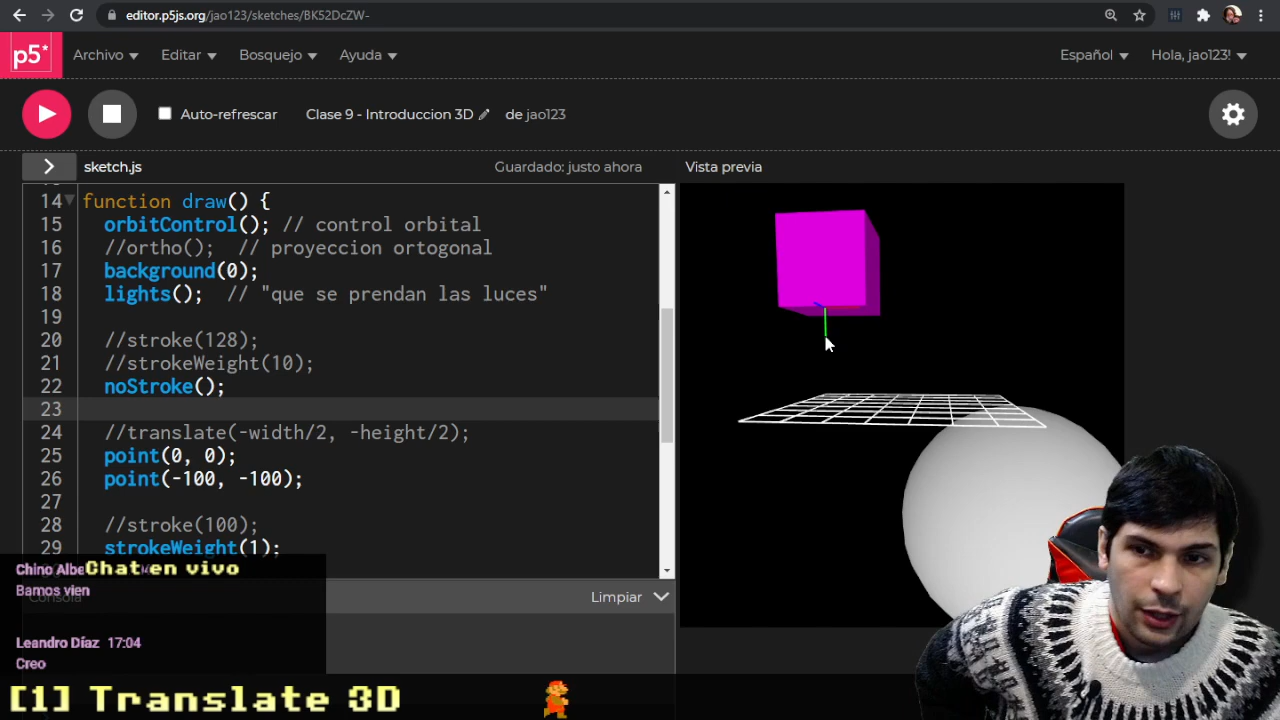 editor.p5js.org/jao123/sketches/BK52DcZW-
p5*
Archivo
Editar
Bosquejo
Ayuda
Español
Hola, jao123!
Auto-refrescar
Clase 9 - Introduccion 3D
de jao123
sketch.js
Guardado: justo ahora
Vista previa
14 function draw() {
15 orbitControl(); // control orbital
16 //ortho(); // proyeccion ortogonal
17 background(0);
18 lights(); // "que se prendan las luces"
19
20 //stroke(128);
21 //strokeWeight(10);
22 noStroke();
23
24 //translate(-width/2, -height/2);
25 point(0, 0);
26 point(-100, -100);
27
28 //stroke(100);
29 strokeWeight(1);
Chat en vivo
Chino Albe
Bamos vien
Consola
Limpiar
Leandro Díaz 17:04
Creo
[1] Translate 3D